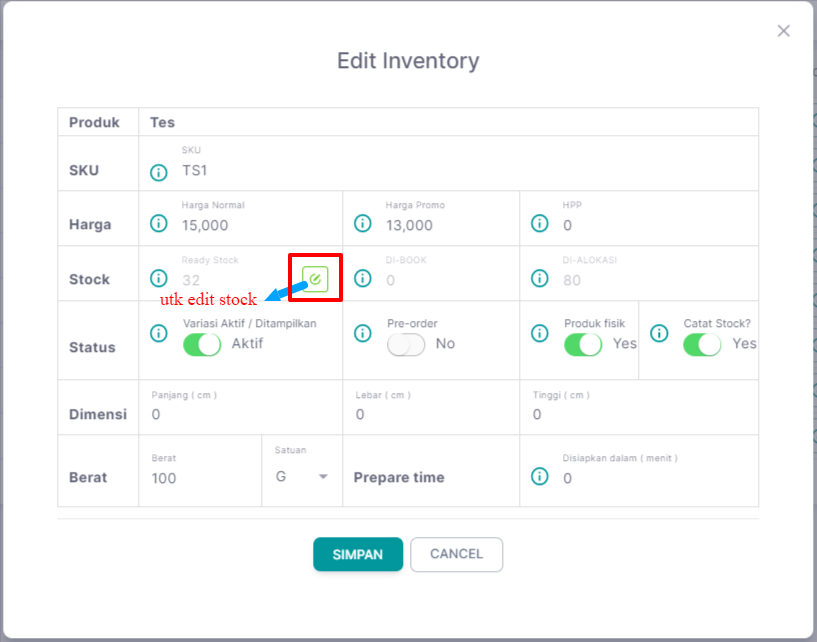 Edit Inventory
Produk Tes
SKU
SKU TS1
Harga Normal Harga Promo HPP
Harga 15,000 13,000 0
Ready Stock DI-BOOK DI-ALOKASI
Stock 32 0 80
utk edit stock
Variasi Aktif / Ditampilkan Pre-order Produk fisik Catat Stock?
Status Aktif No Yes Yes
Panjang ( cm ) Lebar ( cm ) Tinggi ( cm )
Dimensi 0 0 0
Berat Satuan Disiapkan dalam ( menit )
Berat 100 G Prepare time 0
SIMPAN CANCEL